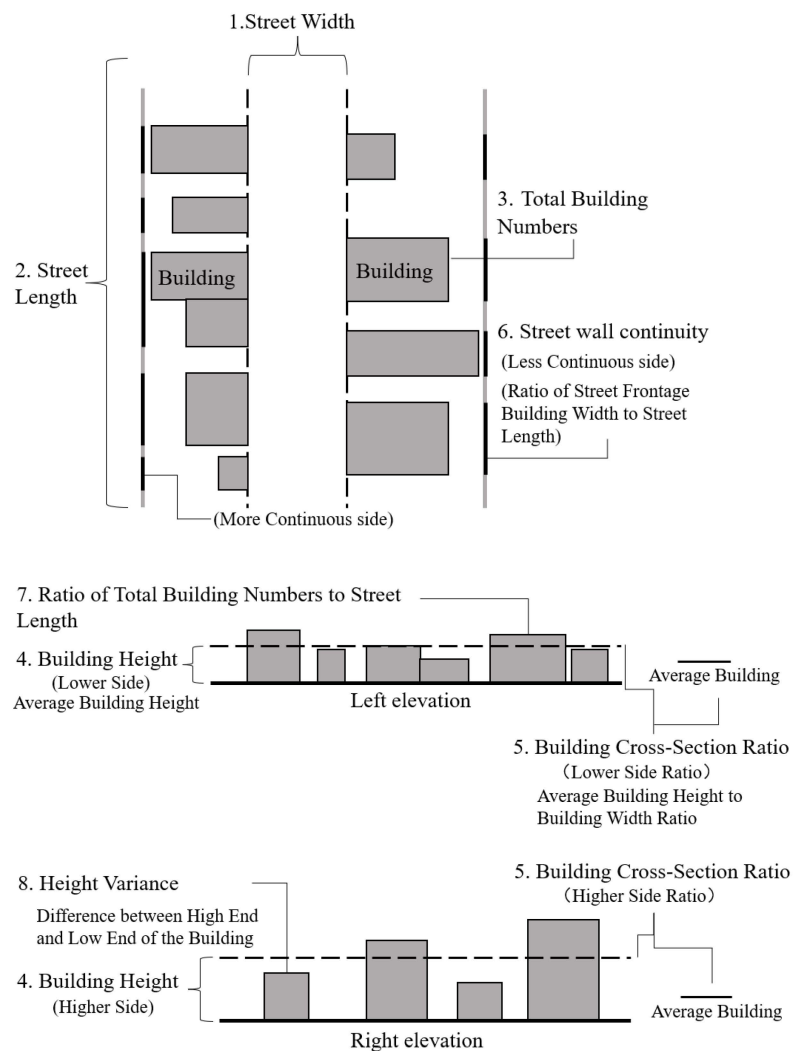 1.Street Width
2. Street
Length
Building
Building
3. Total Building
Numbers
6. Street wall continuity
(Less Continuous side)
(Ratio of Street Frontage
Building Width to Street
Length)
(More Continuous side)
7. Ratio of Total Building Numbers to Street
Length
4. Building Height
(Lower Side)
Average Building Height
Left elevation
Average Building
5. Building Cross-Section Ratio
(Lower Side Ratio)
Average Building Height to
Building Width Ratio
8. Height Variance
Difference between High End
and Low End of the Building
4. Building Height
(Higher Side)
5. Building Cross-Section Ratio
(Higher Side Ratio)
Average Building
Right elevation